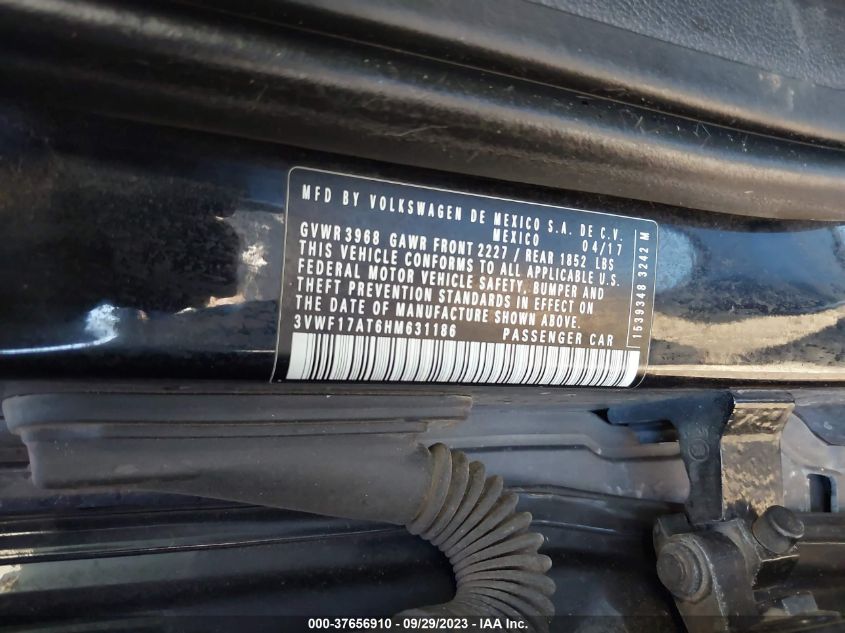 MFD BY VOLKSWAGEN DE MEXICO S.A. DE C.V.
MEXICO 04/17
GVWR 3968 GAWR FRONT 2227 / REAR 1852 LBS
THIS VEHICLE CONFORMS TO ALL APPLICABLE U.S.
FEDERAL MOTOR VEHICLE SAFETY, BUMPER AND
THEFT PREVENTION STANDARDS IN EFFECT ON
THE DATE OF MANUFACTURE SHOWN ABOVE.
3VWF17AT6HM631186 PASSENGER CAR
1539348 3242 M
000-37656910 - 09/29/2023 - IAA Inc.